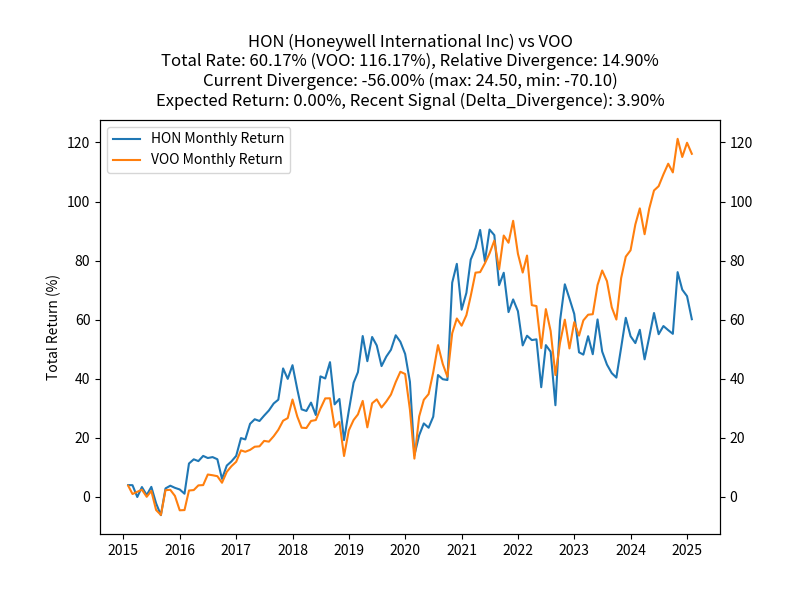 HON (Honeywell International Inc) vs VOO
Total Rate: 60.17% (VOO: 116.17%), Relative Divergence: 14.90%
Current Divergence: -56.00% (max: 24.50, min: -70.10)
Expected Return: 0.00%, Recent Signal (Delta_Divergence): 3.90%
HON Monthly Return
VOO Monthly Return
Total Return (%)
120 120
100 100
80 80
60 60
40 40
20 20
0 0
2015 2016 2017 2018 2019 2020 2021 2022 2023 2024 2025